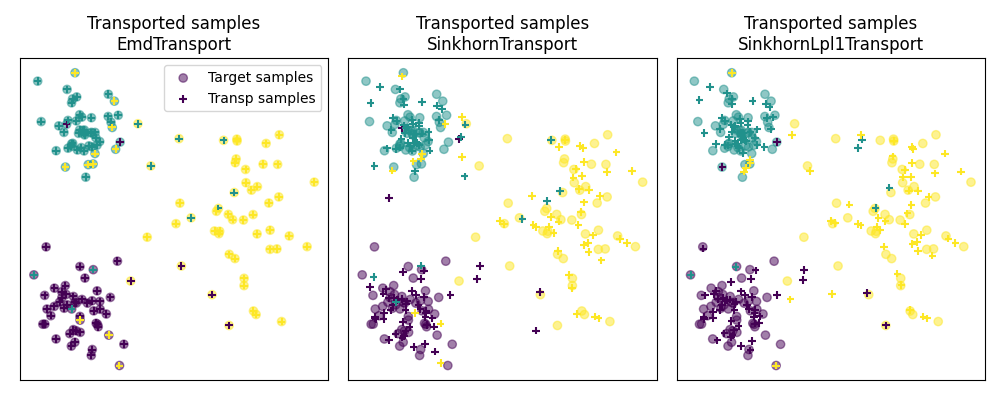 Transported samples
EmdTransport
Target samples
Transp samples
Transported samples
SinkhornTransport
Transported samples
SinkhornLpl1Transport